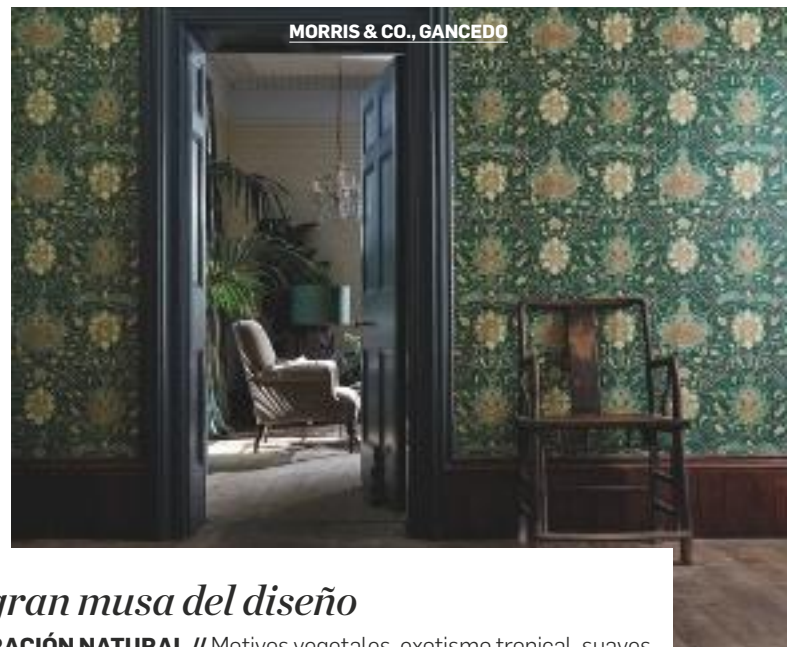 MORRIS & CO., GANCEDO
gran musa del diseño
RACIÓN NATURAL // Motivos vegetales, exotismo tropical, suaves